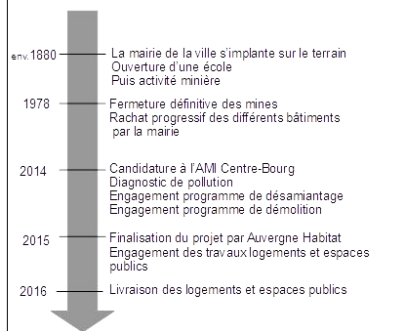 env. 1880 La mairie de la ville s'implante sur le terrain
Ouverture d'une école
Puis activité minière
1978 Fermeture définitive des mines
Rachat progressif des différents bâtiments
par la mairie
2014 Candidature à l'AMI Centre-Bourg
Diagnostic de pollution
Engagement programme de désamiantage
Engagement programme de démolition
2015 Finalisation du projet par Auvergne Habitat
Engagement des travaux logements et espaces
publics
2016 Livraison des logements et espaces publics